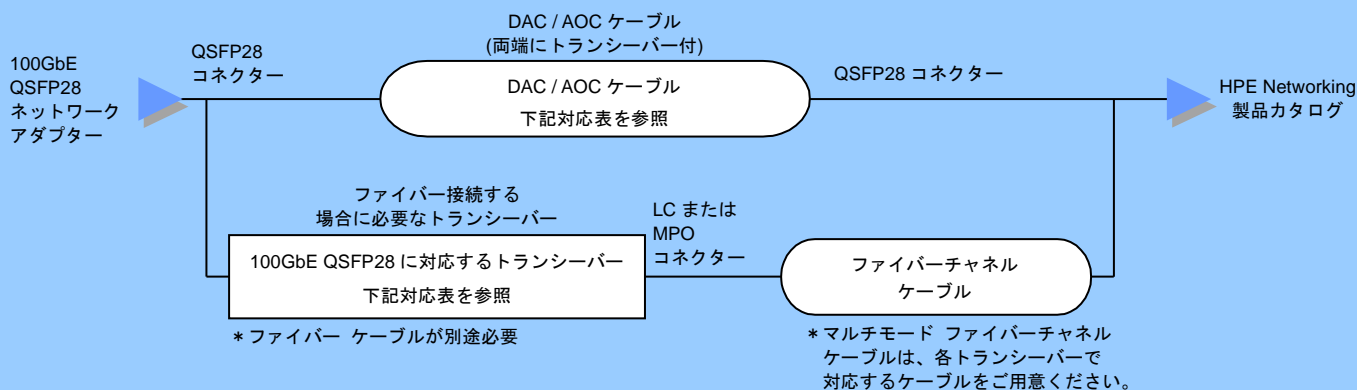 100GbE
QSFP28
ネットワーク
アダプター
QSFP28
コネクター
DAC / AOC ケーブル
(両端にトランシーバー付)
DAC / AOC ケーブル
下記対応表を参照
QSFP28 コネクター
HPE Networking
製品カタログ
ファイバー接続する
場合に必要なトランシーバー
100GbE QSFP28 に対応するトランシーバー
下記対応表を参照
＊ファイバー ケーブルが別途必要
LC または
MPO
コネクター
ファイバーチャネル
ケーブル
＊マルチモード ファイバーチャネル
ケーブルは、各トランシーバーで
対応するケーブルをご用意ください。